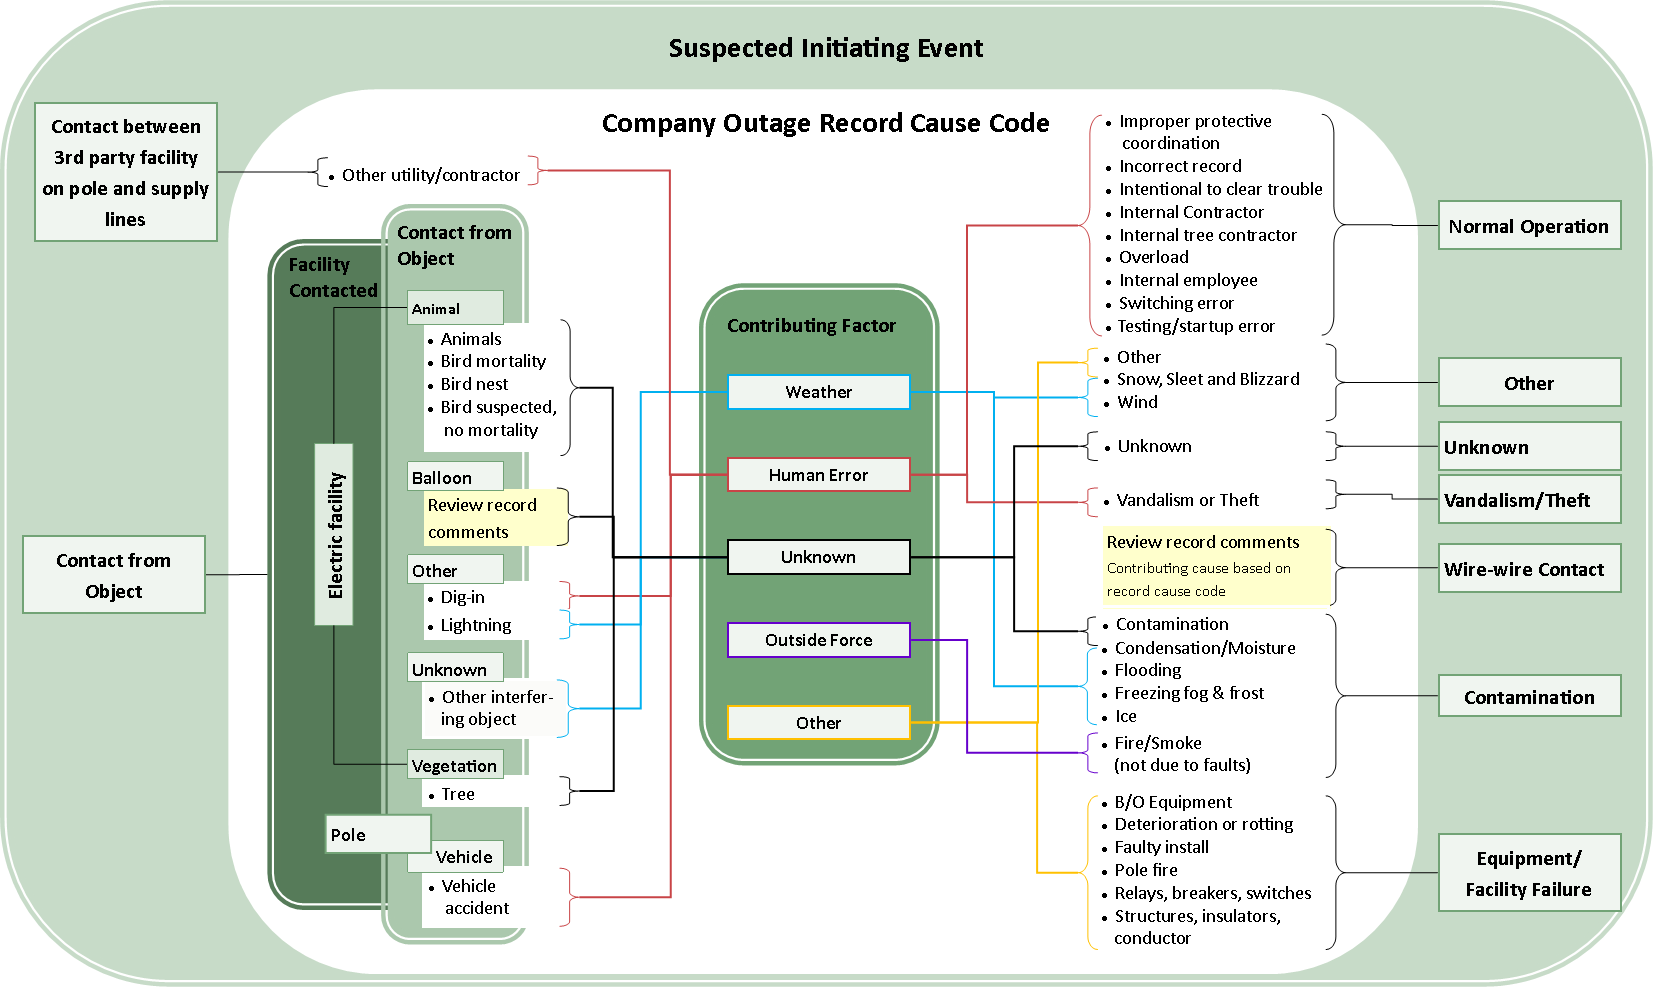 Suspected Initiating Event
Company Outage Record Cause Code
Contact between
3rd party facility
on pole and supply
lines
• Other utility/contractor
Contact from
Object
Facility
Contacted
Contact from
Object
Electric facility
Animal
• Animals
• Bird mortality
• Bird nest
• Bird suspected,
no mortality
Balloon
Review record
comments
Other
• Dig-in
• Lightning
Unknown
• Other interfer-
ing object
Vegetation
• Tree
Pole
Vehicle
• Vehicle
accident
Contributing Factor
Weather
Human Error
Unknown
Outside Force
Other
• Improper protective
coordination
• Incorrect record
• Intentional to clear trouble
• Internal Contractor
• Internal tree contractor
• Overload
• Internal employee
• Switching error
• Testing/startup error
Normal Operation
• Other
• Snow, Sleet and Blizzard
• Wind
Other
• Unknown
Unknown
• Vandalism or Theft
Vandalism/Theft
Review record comments
Contributing cause based on
record cause code
Wire-wire Contact
• Contamination
• Condensation/Moisture
• Flooding
• Freezing fog & frost
• Ice
• Fire/Smoke
(not due to faults)
Contamination
• B/O Equipment
• Deterioration or rotting
• Faulty install
• Pole fire
• Relays, breakers, switches
• Structures, insulators,
conductor
Equipment/
Facility Failure